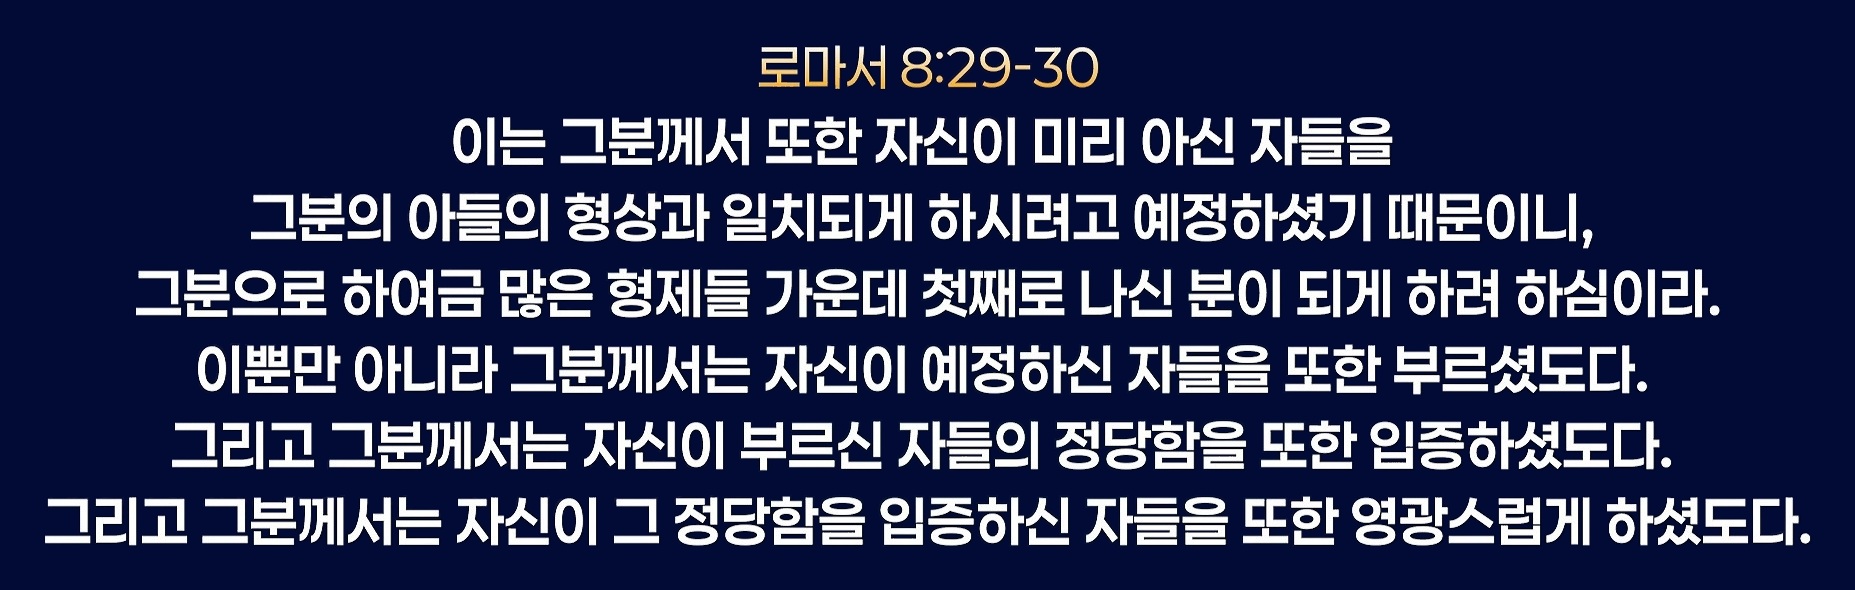 로마서 8:29-30
이는 그분께서 또한 자신이 미리 아신 자들을
그분의 아들의 형상과 일치되게 하시려고 예정하셨기 때문이니,
그분으로 하여금 많은 형제들 가운데 첫째로 나신 분이 되게 하려 하심이라.
이뿐만 아니라 그분께서는 자신이 예정하신 자들을 또한 부르셨도다.
그리고 그분께서는 자신이 부르신 자들의 정당함을 또한 입증하셨도다.
그리고 그분께서는 자신이 그 정당함을 입증하신 자들을 또한 영광스럽게 하셨도다.